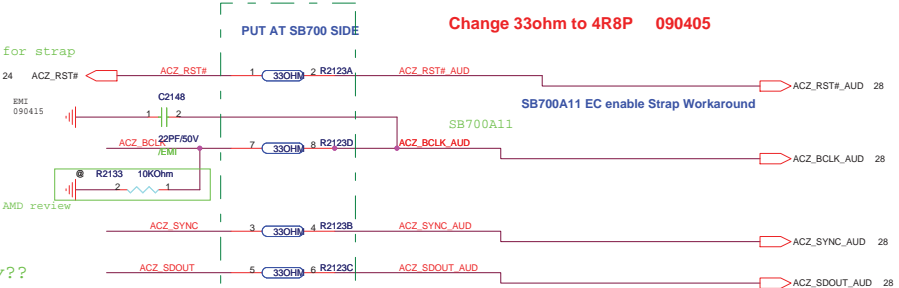 PUT AT SB700 SIDE
Change 33ohm to 4R8P 090405
for strap
24 ACZ_RST# ACZ_RST# 1 33OHM 2 R2123A ACZ_RST#_AUD ACZ_RST#_AUD 28
EMI
090415
C2148
1 2
SB700A11 EC enable Strap Workaround
SB700A11
22PF/50V
/EMI
ACZ_BCLK 7 33OHM 8 R2123D ACZ_BCLK_AUD ACZ_BCLK_AUD 28
@ R2133 10KOhm
2 1
AMD review
ACZ_SYNC 3 33OHM 4 R2123B ACZ_SYNC_AUD ACZ_SYNC_AUD 28
??
ACZ_SDOUT 5 33OHM 6 R2123C ACZ_SDOUT_AUD ACZ_SDOUT_AUD 28